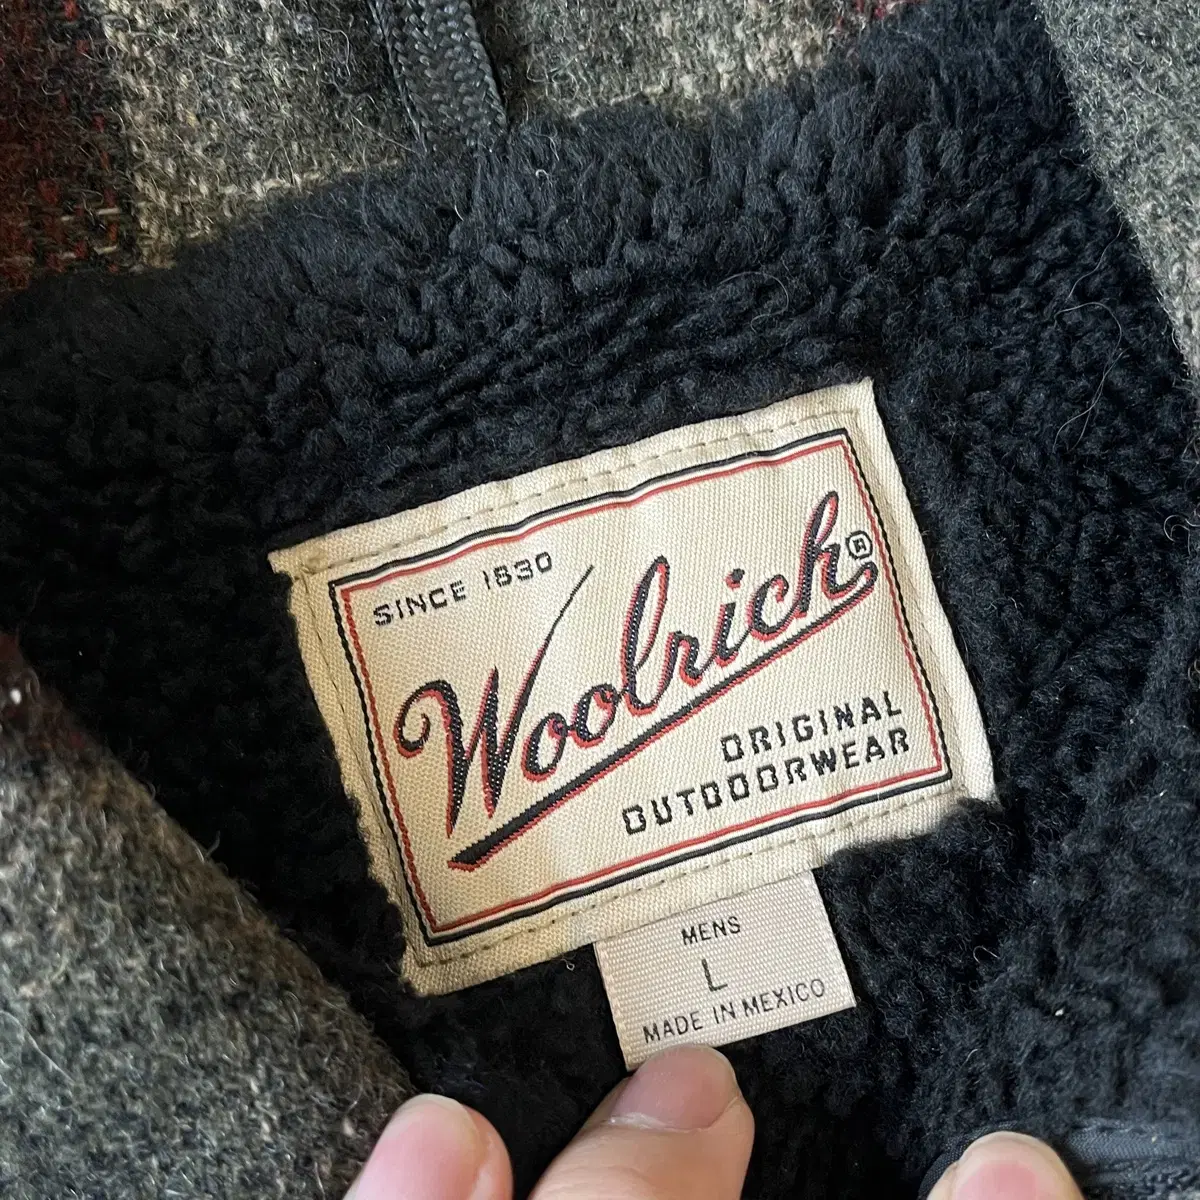 SINCE 1830
Woolrich®
ORIGINAL
OUTDOORWEAR
MENS
L
MADE IN MEXICO